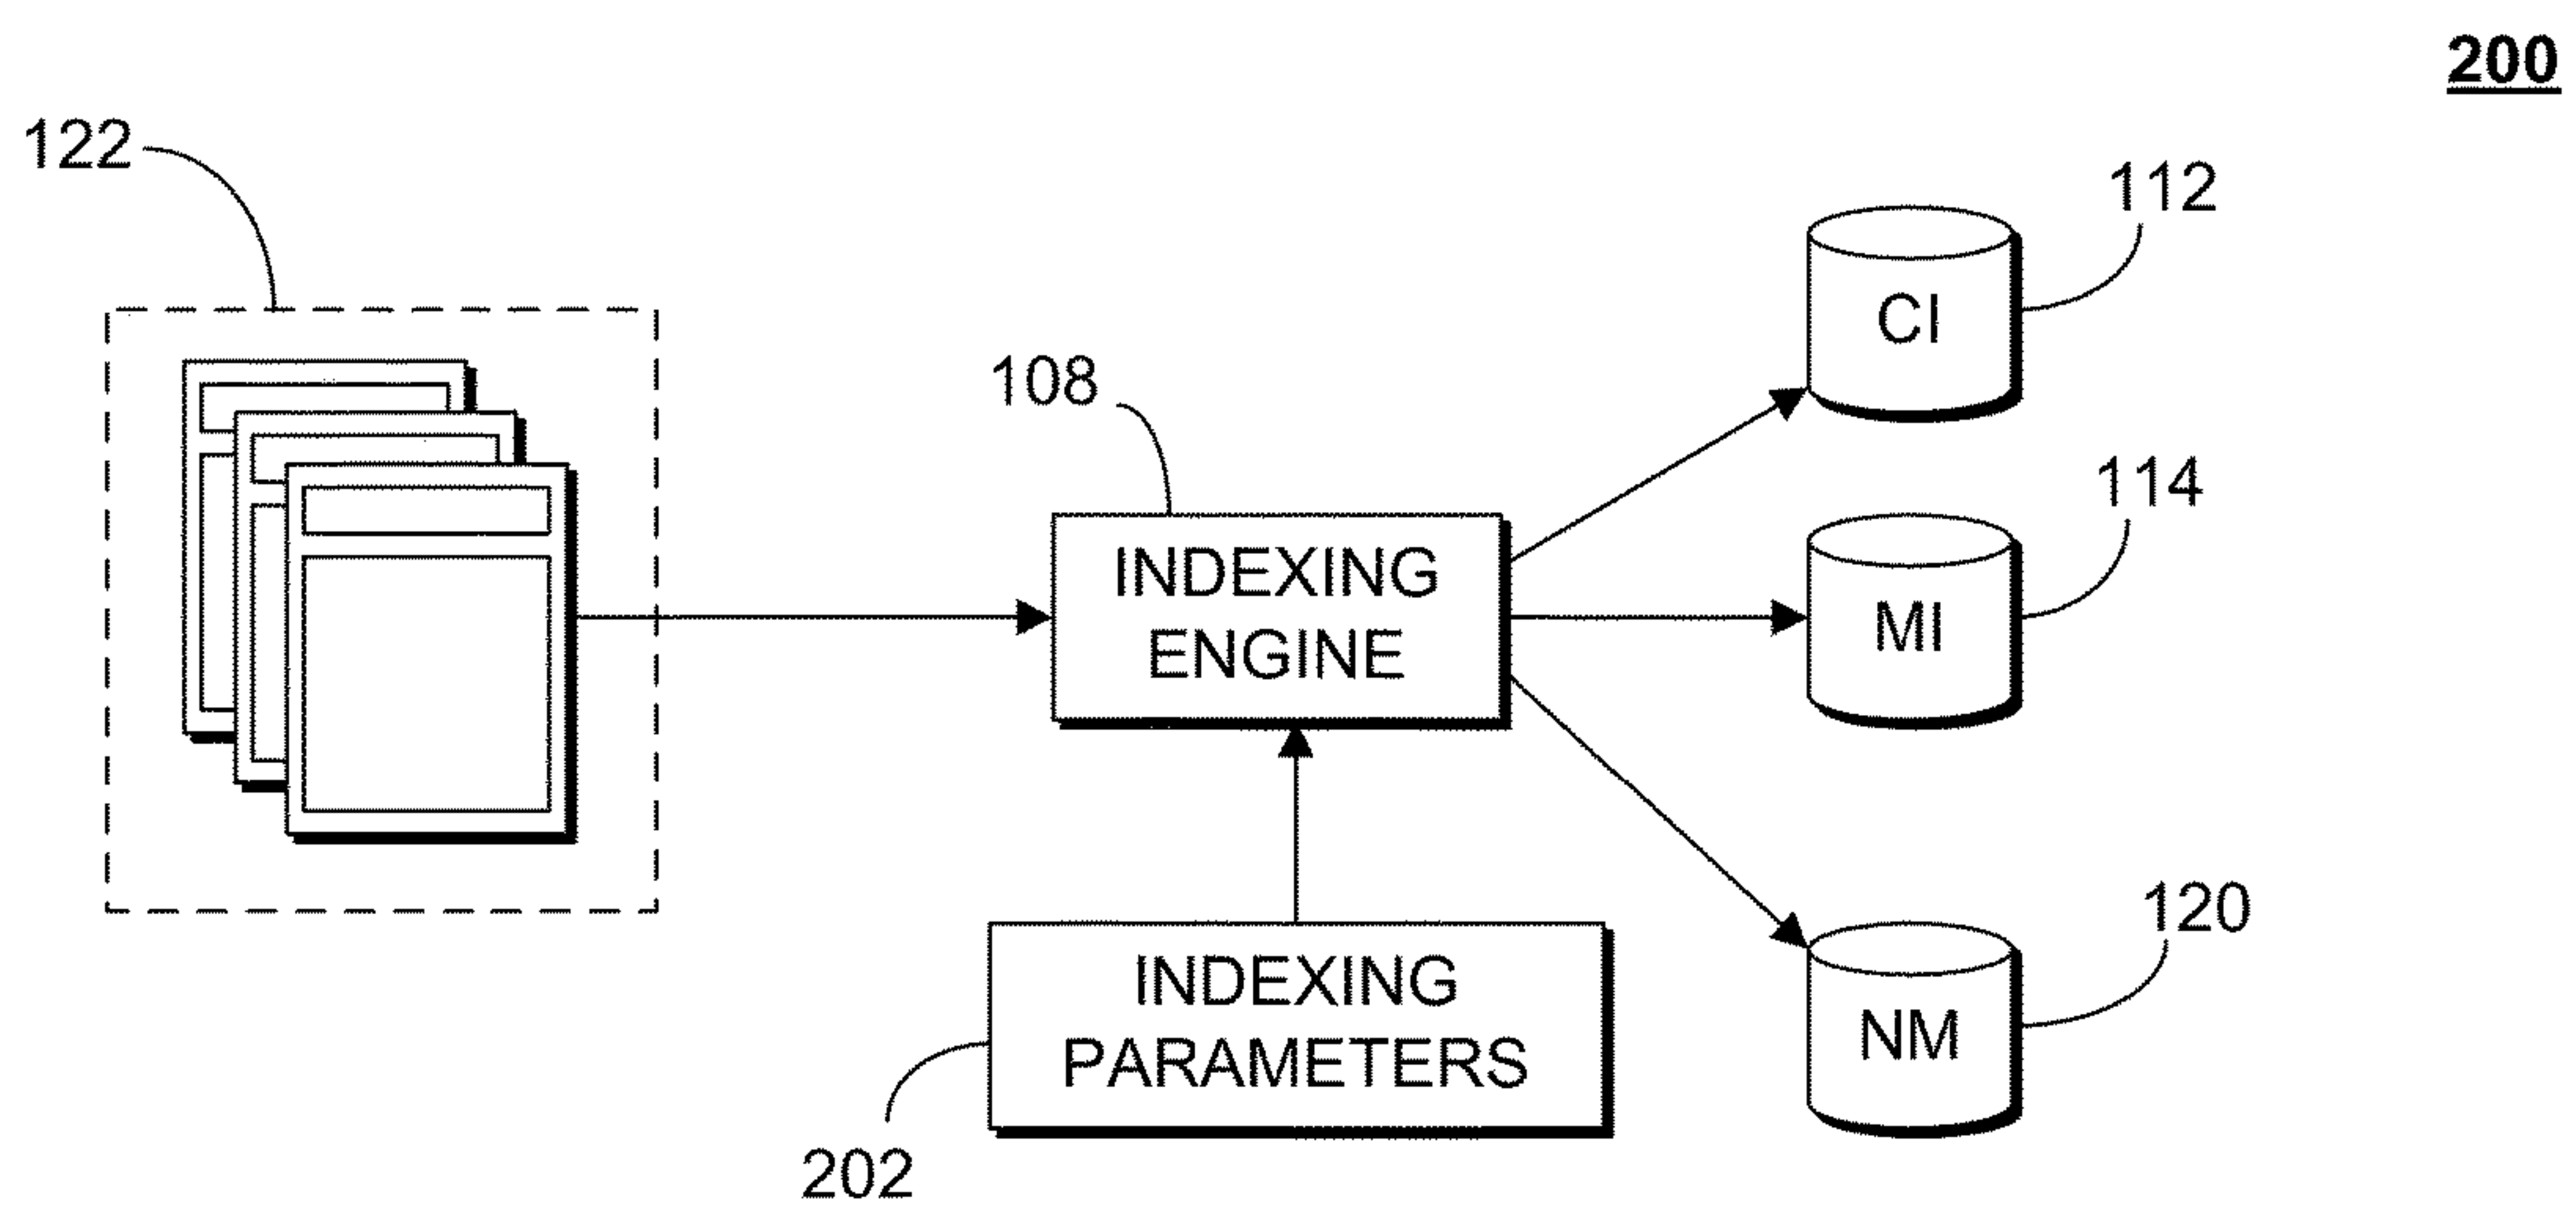 200
122
112
CI
108
114
INDEXING
ENGINE
MI
120
INDEXING
PARAMETERS
NM
202